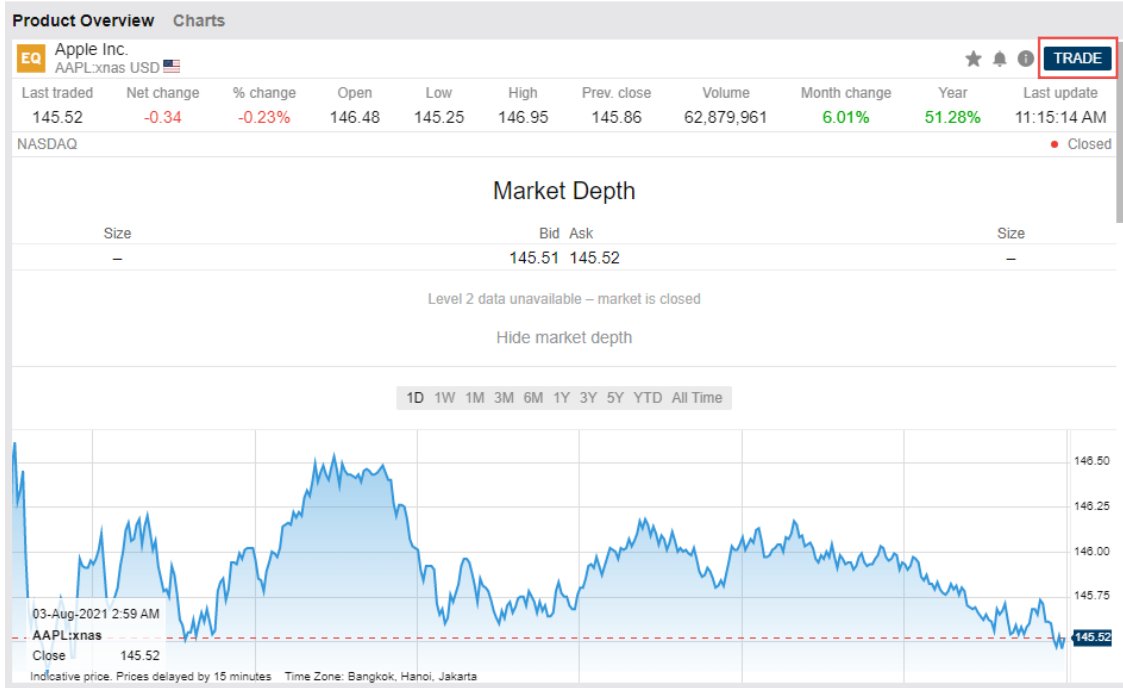 Product Overview Charts
EQ Apple Inc.
AAPL:xnas USD
TRADE
Last traded Net change % change Open Low High Prev. close Volume Month change Year Last update
145.52 -0.34 -0.23% 146.48 145.25 146.95 145.86 62,879,961 6.01% 51.28% 11:15:14 AM
NASDAQ Closed
Market Depth
Size Bid Ask Size
– 145.51 145.52 –
Level 2 data unavailable – market is closed
Hide market depth
1D 1W 1M 3M 6M 1Y 3Y 5Y YTD All Time
146.50
146.25
146.00
145.75
03-Aug-2021 2:59 AM
AAPL:xnas
145.52
Close 145.52
Indicative price. Prices delayed by 15 minutes Time Zone: Bangkok, Hanoi, Jakarta